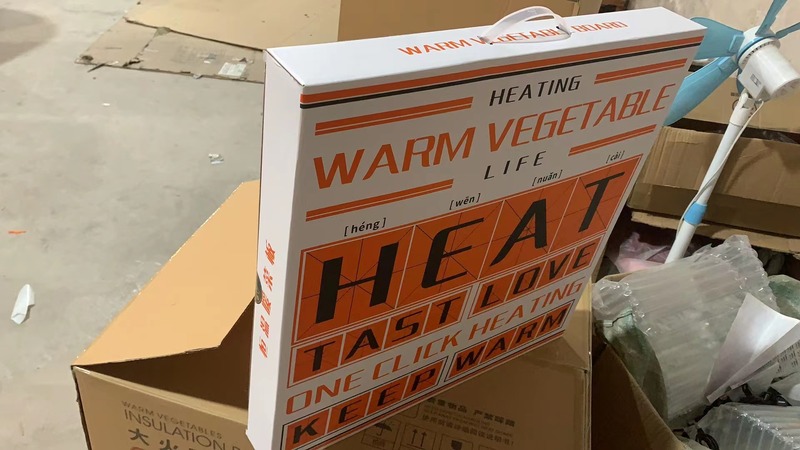 WARM VEGETABLE BOARD
HEATING
WARM VEGETABLE
LIFE
[héng] [wēn] [nuǎn] [cài]
HEAT
TAST LOVE
ONE CLICK HEATING
KEEP WARM
WARM VEGETABLES
INSULATION